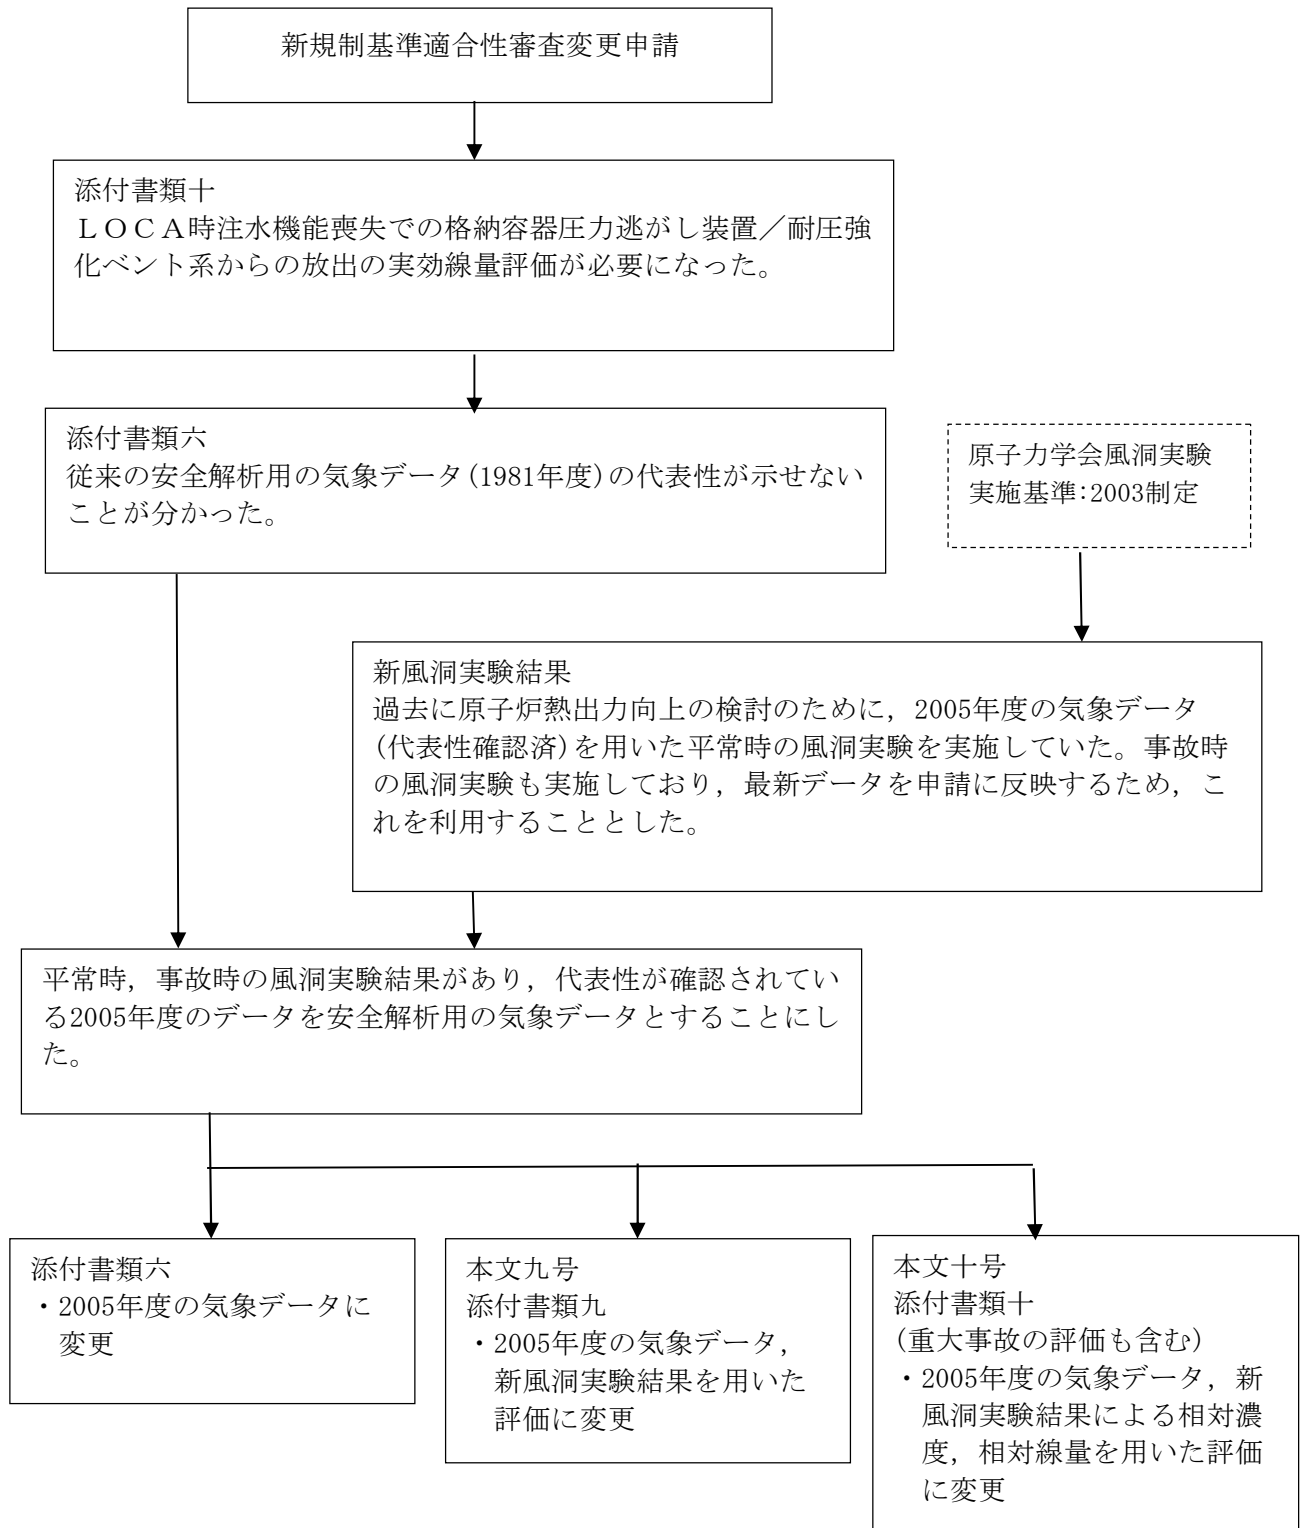 新規制基準適合性審査変更申請
添付書類十
ＬＯＣＡ時注水機能喪失での格納容器圧力逃がし装置／耐圧強
化ベント系からの放出の実効線量評価が必要になった。
添付書類六
従来の安全解析用の気象データ(1981年度)の代表性が示せない
ことが分かった。
原子力学会風洞実験
実施基準:2003制定
新風洞実験結果
過去に原子炉熱出力向上の検討のために，2005年度の気象データ
(代表性確認済)を用いた平常時の風洞実験を実施していた。事故時
の風洞実験も実施しており，最新データを申請に反映するため，こ
れを利用することとした。
平常時，事故時の風洞実験結果があり，代表性が確認されてい
る2005年度のデータを安全解析用の気象データとすることにし
た。
添付書類六
・2005年度の気象データに
変更
本文九号
添付書類九
・2005年度の気象データ，
新風洞実験結果を用いた
評価に変更
本文十号
添付書類十
(重大事故の評価も含む)
・2005年度の気象データ，新
風洞実験結果による相対濃
度，相対線量を用いた評価
に変更